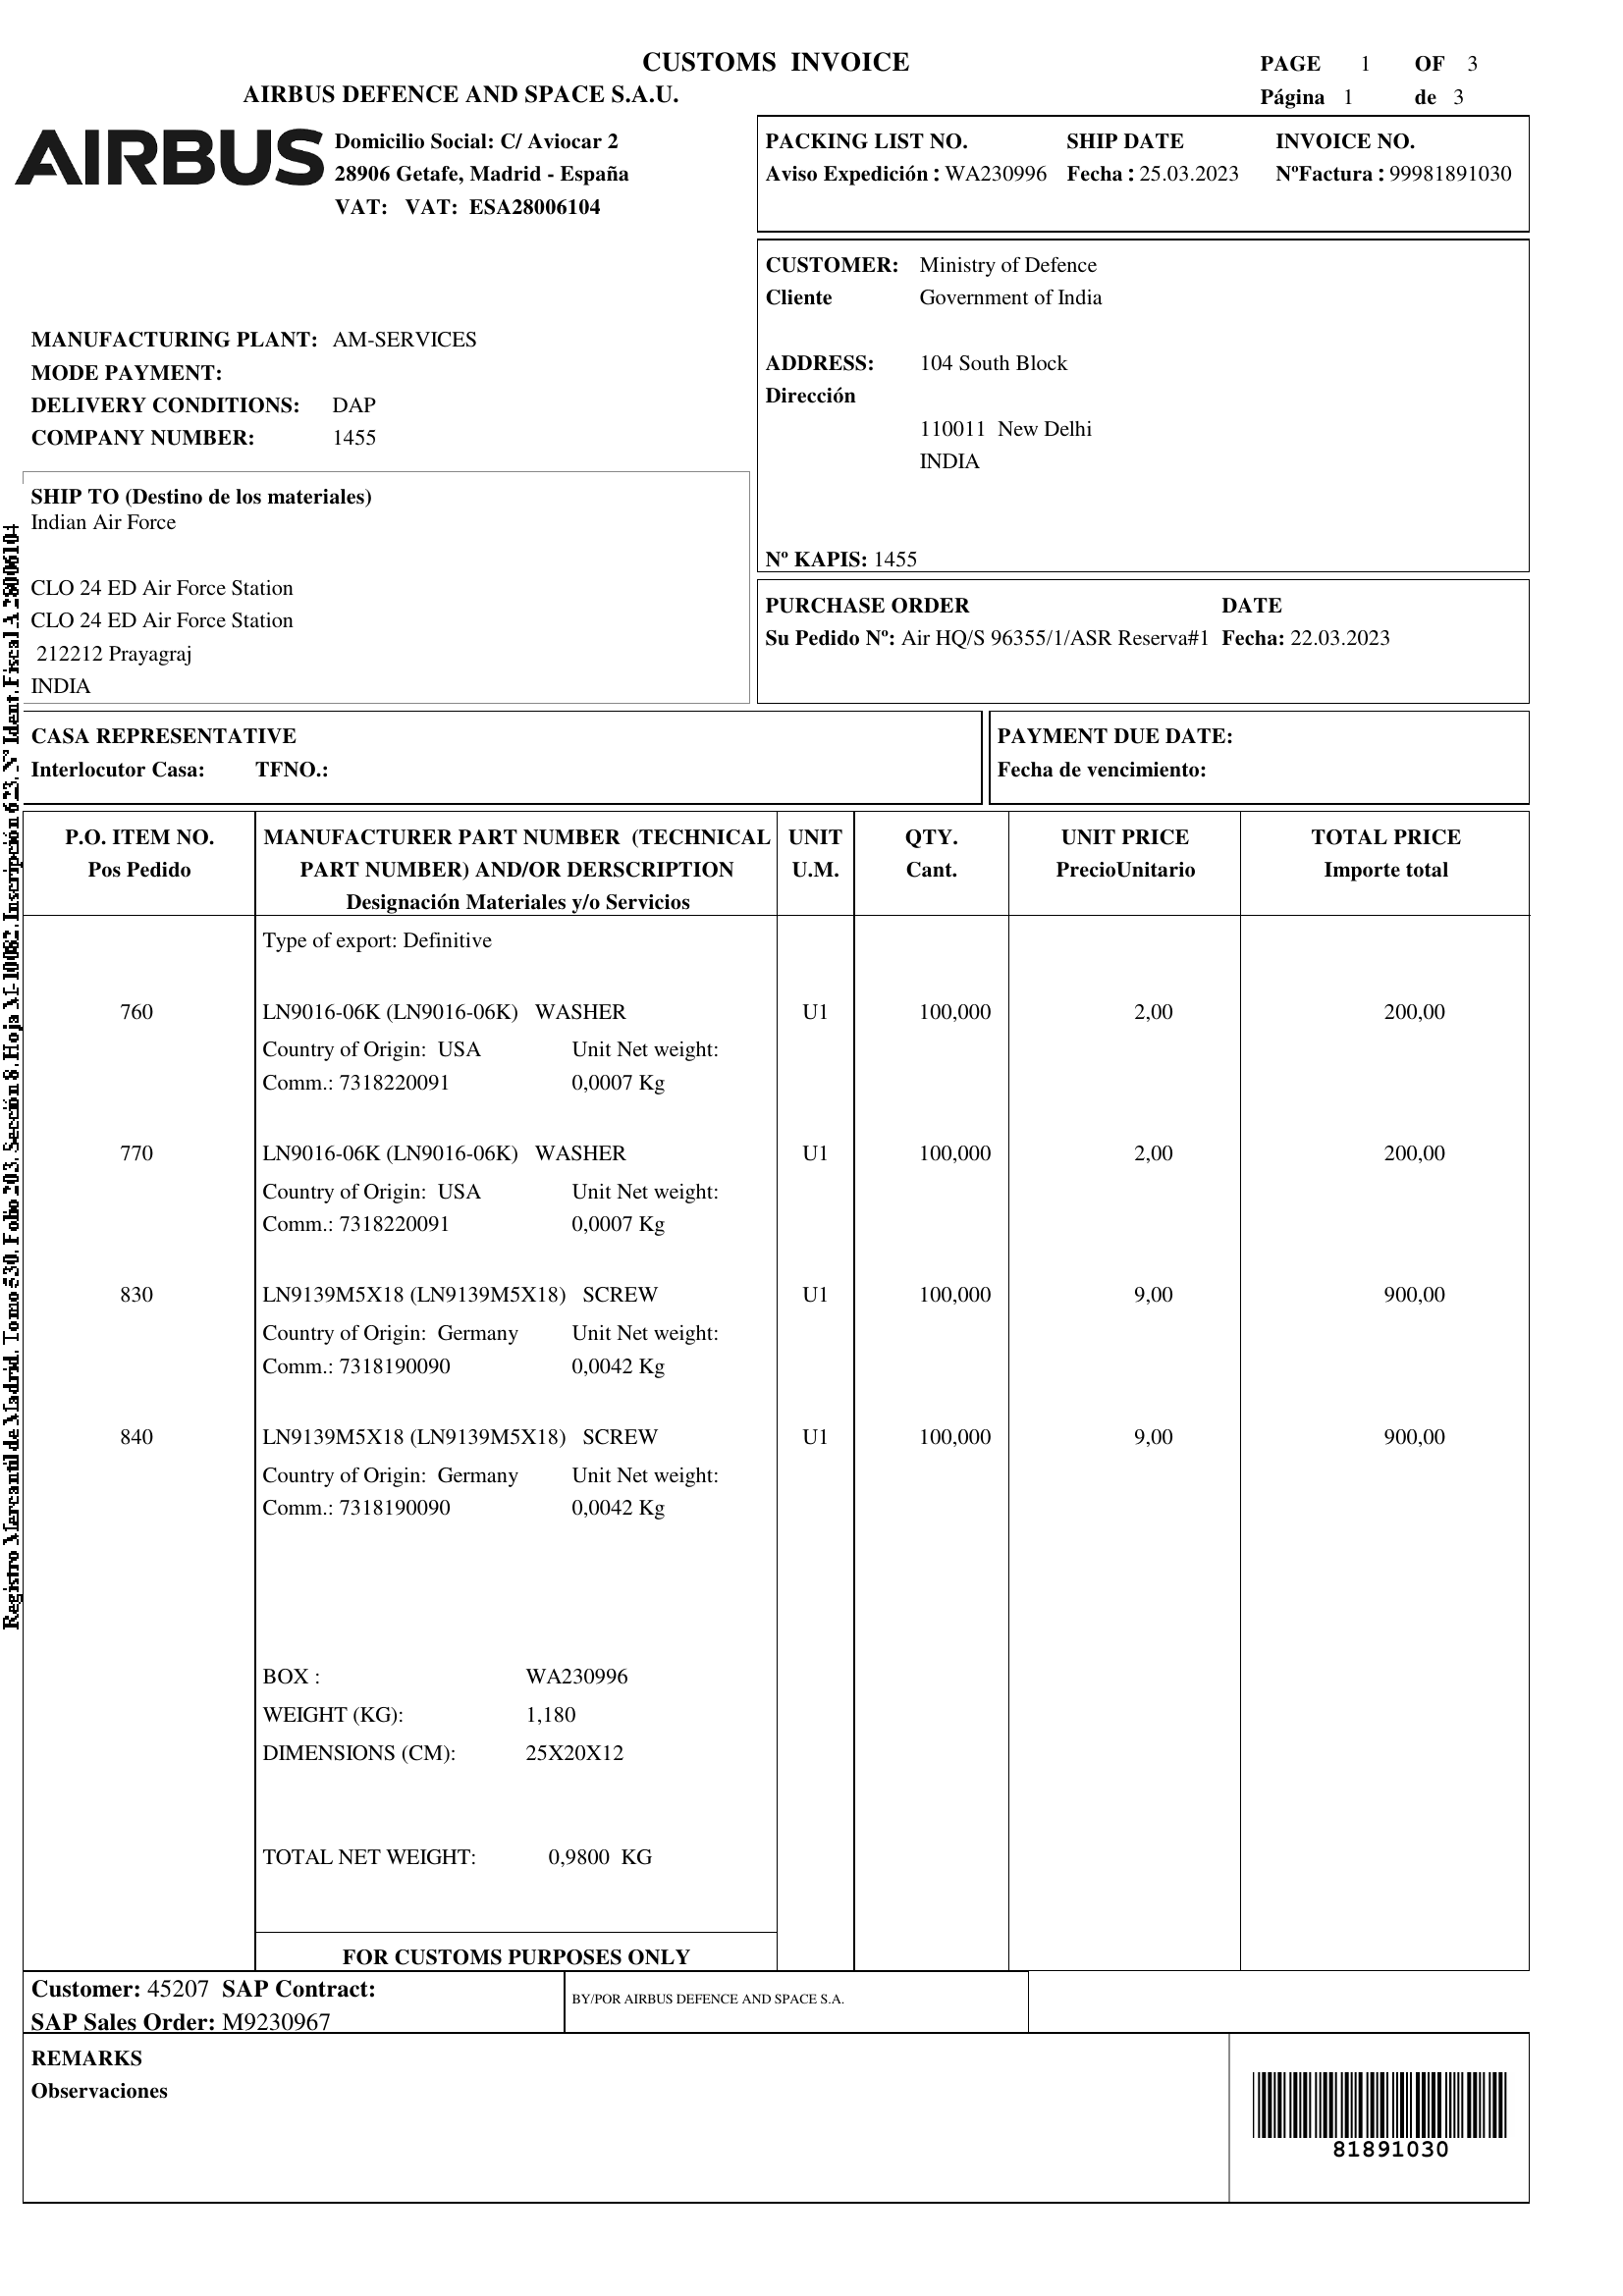 CUSTOMS INVOICE
PAGE 1 OF 3
AIRBUS DEFENCE AND SPACE S.A.U.
Página 1 de 3
AIRBUS
Domicilio Social: C/ Aviocar 2
28906 Getafe, Madrid - España
VAT: VAT: ESA28006104
PACKING LIST NO. SHIP DATE INVOICE NO.
Aviso Expedición : WA230996 Fecha : 25.03.2023 NºFactura : 99981891030
CUSTOMER: Ministry of Defence
Cliente Government of India
ADDRESS: 104 South Block
Dirección
110011 New Delhi
INDIA
Nº KAPIS: 1455
MANUFACTURING PLANT: AM-SERVICES
MODE PAYMENT:
DELIVERY CONDITIONS: DAP
COMPANY NUMBER: 1455
SHIP TO (Destino de los materiales)
Indian Air Force
CLO 24 ED Air Force Station
CLO 24 ED Air Force Station
212212 Prayagraj
INDIA
PURCHASE ORDER DATE
Su Pedido Nº: Air HQ/S 96355/1/ASR Reserva#1 Fecha: 22.03.2023
CASA REPRESENTATIVE
Interlocutor Casa: TFNO.:
PAYMENT DUE DATE:
Fecha de vencimiento:
P.O. ITEM NO. MANUFACTURER PART NUMBER (TECHNICAL UNIT QTY. UNIT PRICE TOTAL PRICE
Pos Pedido PART NUMBER) AND/OR DERSCRIPTION U.M. Cant. PrecioUnitario Importe total
Designación Materiales y/o Servicios
Type of export: Definitive
760 LN9016-06K (LN9016-06K) WASHER U1 100,000 2,00 200,00
Country of Origin: USA Unit Net weight:
Comm.: 7318220091 0,0007 Kg
770 LN9016-06K (LN9016-06K) WASHER U1 100,000 2,00 200,00
Country of Origin: USA Unit Net weight:
Comm.: 7318220091 0,0007 Kg
830 LN9139M5X18 (LN9139M5X18) SCREW U1 100,000 9,00 900,00
Country of Origin: Germany Unit Net weight:
Comm.: 7318190090 0,0042 Kg
840 LN9139M5X18 (LN9139M5X18) SCREW U1 100,000 9,00 900,00
Country of Origin: Germany Unit Net weight:
Comm.: 7318190090 0,0042 Kg
BOX : WA230996
WEIGHT (KG): 1,180
DIMENSIONS (CM): 25X20X12
TOTAL NET WEIGHT: 0,9800 KG
FOR CUSTOMS PURPOSES ONLY
Customer: 45207 SAP Contract:
SAP Sales Order: M9230967
BY/POR AIRBUS DEFENCE AND SPACE S.A.
REMARKS
Observaciones
81891030
Registro Mercantil de Madrid, Tomo 530, Folio 203, Sección 8, Hoja M-10082, Inscripción 623, Nº Ident. Fiscal A 28006104